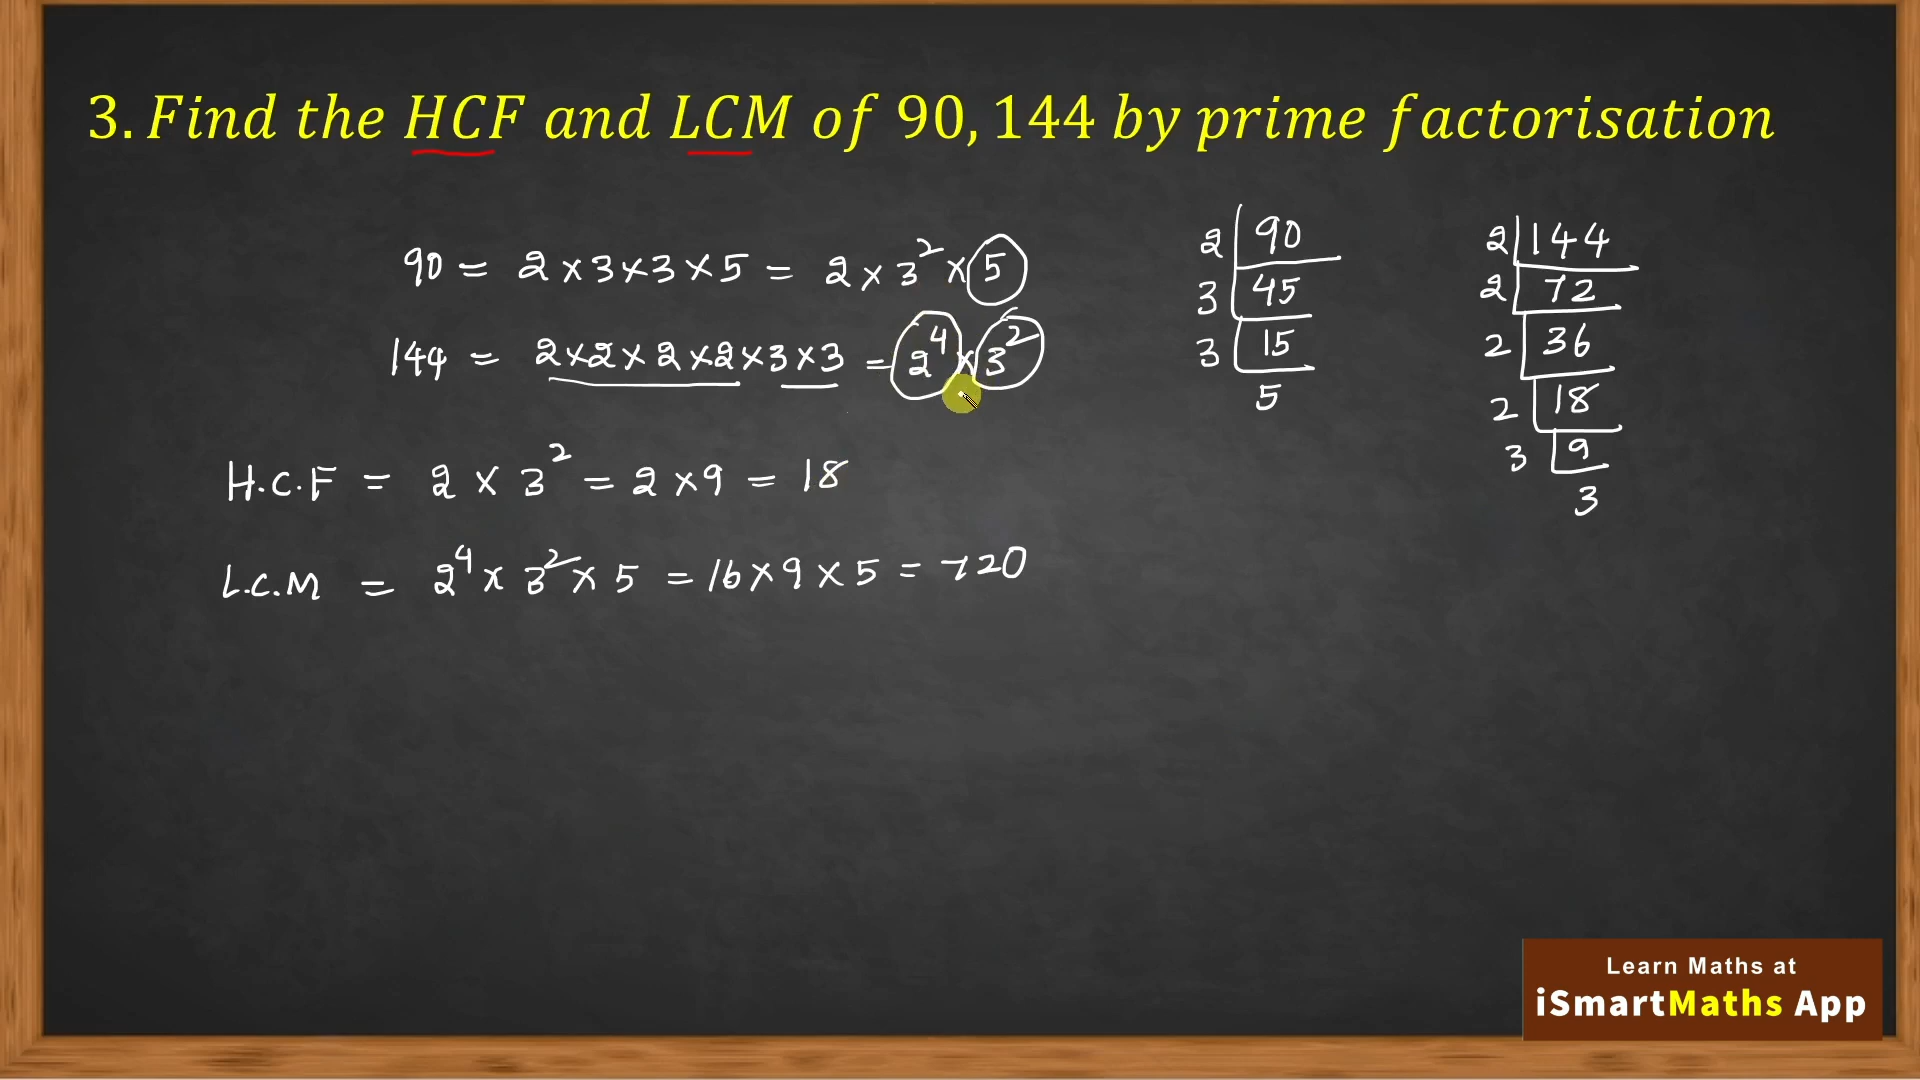 3. Find the HCF and LCM of 90, 144 by prime factorisation
90 = 2 × 3 × 3 × 5 = 2 × 3² × 5
144 = 2 × 2 × 2 × 2 × 3 × 3 = 2⁴ × 3²
H.C.F = 2 × 3² = 2 × 9 = 18
L.C.M = 2⁴ × 3² × 5 = 16 × 9 × 5 = 720
2 90
3 45
3 15
5
2 144
2 72
2 36
2 18
3 9
3
Learn Maths at
iSmartMaths App